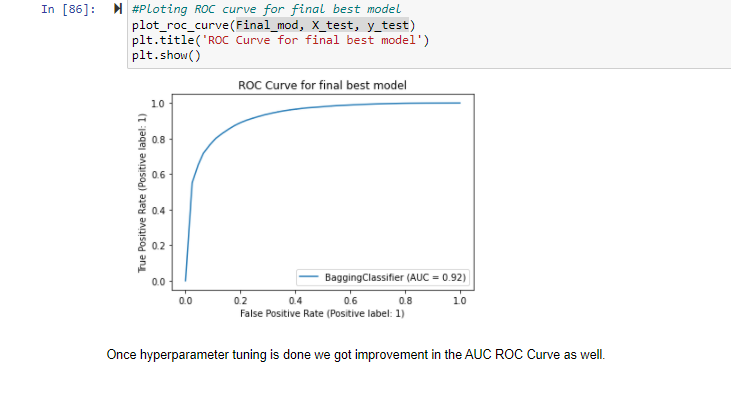 In [86]:
#Ploting ROC curve for final best model
plot_roc_curve(Final_mod, X_test, y_test)
plt.title('ROC Curve for final best model')
plt.show()
ROC Curve for final best model
True Positive Rate (Positive label: 1)
1.0
0.8
0.6
0.4
0.2
0.0
BaggingClassifier (AUC = 0.92)
0.0 0.2 0.4 0.6 0.8 1.0
False Positive Rate (Positive label: 1)
Once hyperparameter tuning is done we got improvement in the AUC ROC Curve as well.